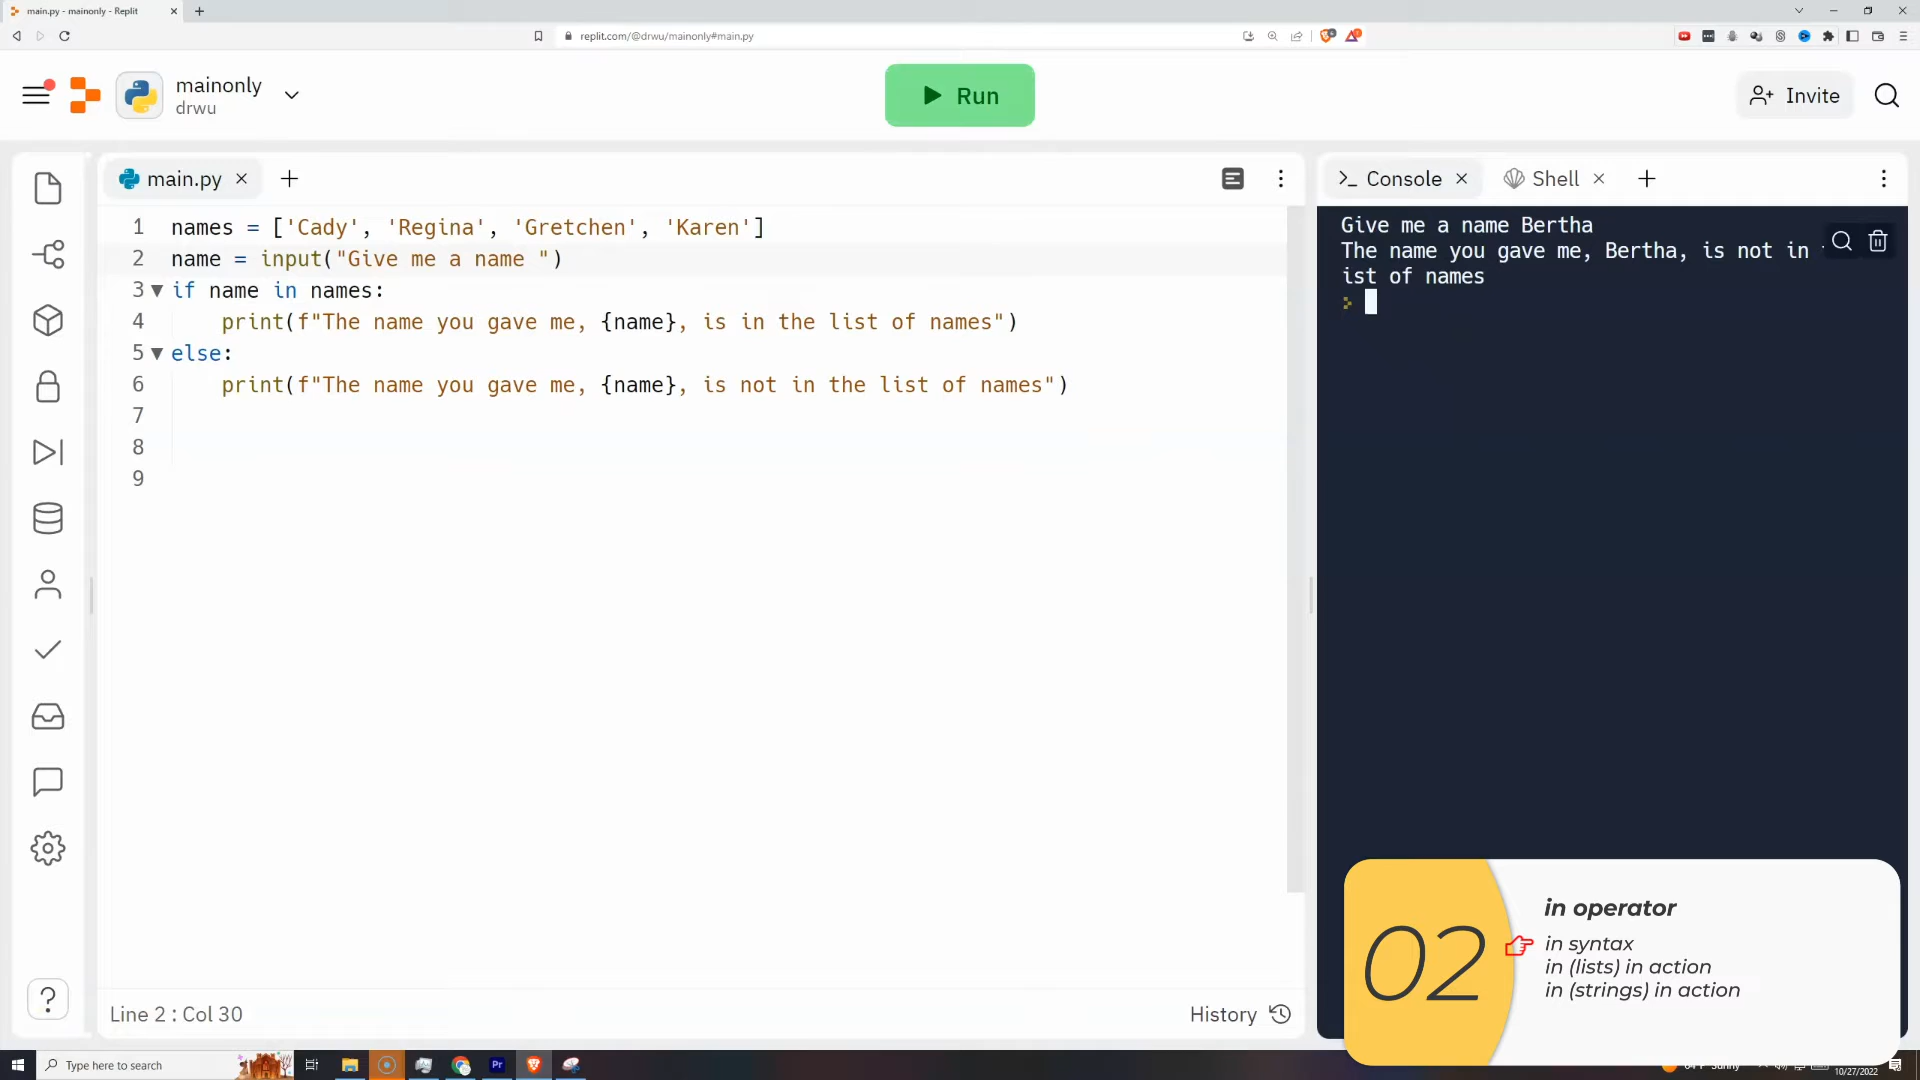 main.py - mainonly - Replit
replit.com/@drwu/mainonly#main.py
mainonly
drwu
Run
Invite
main.py
Console
Shell
1 names = ['Cady', 'Regina', 'Gretchen', 'Karen']
2 name = input("Give me a name ")
3 if name in names:
4 print(f"The name you gave me, {name}, is in the list of names")
5 else:
6 print(f"The name you gave me, {name}, is not in the list of names")
7
8
9
Give me a name Bertha
The name you gave me, Bertha, is not in
ist of names
02
in operator
in syntax
in (lists) in action
in (strings) in action
Line 2 : Col 30
History
?
Type here to search
Pr
Sunny
10/27/2022